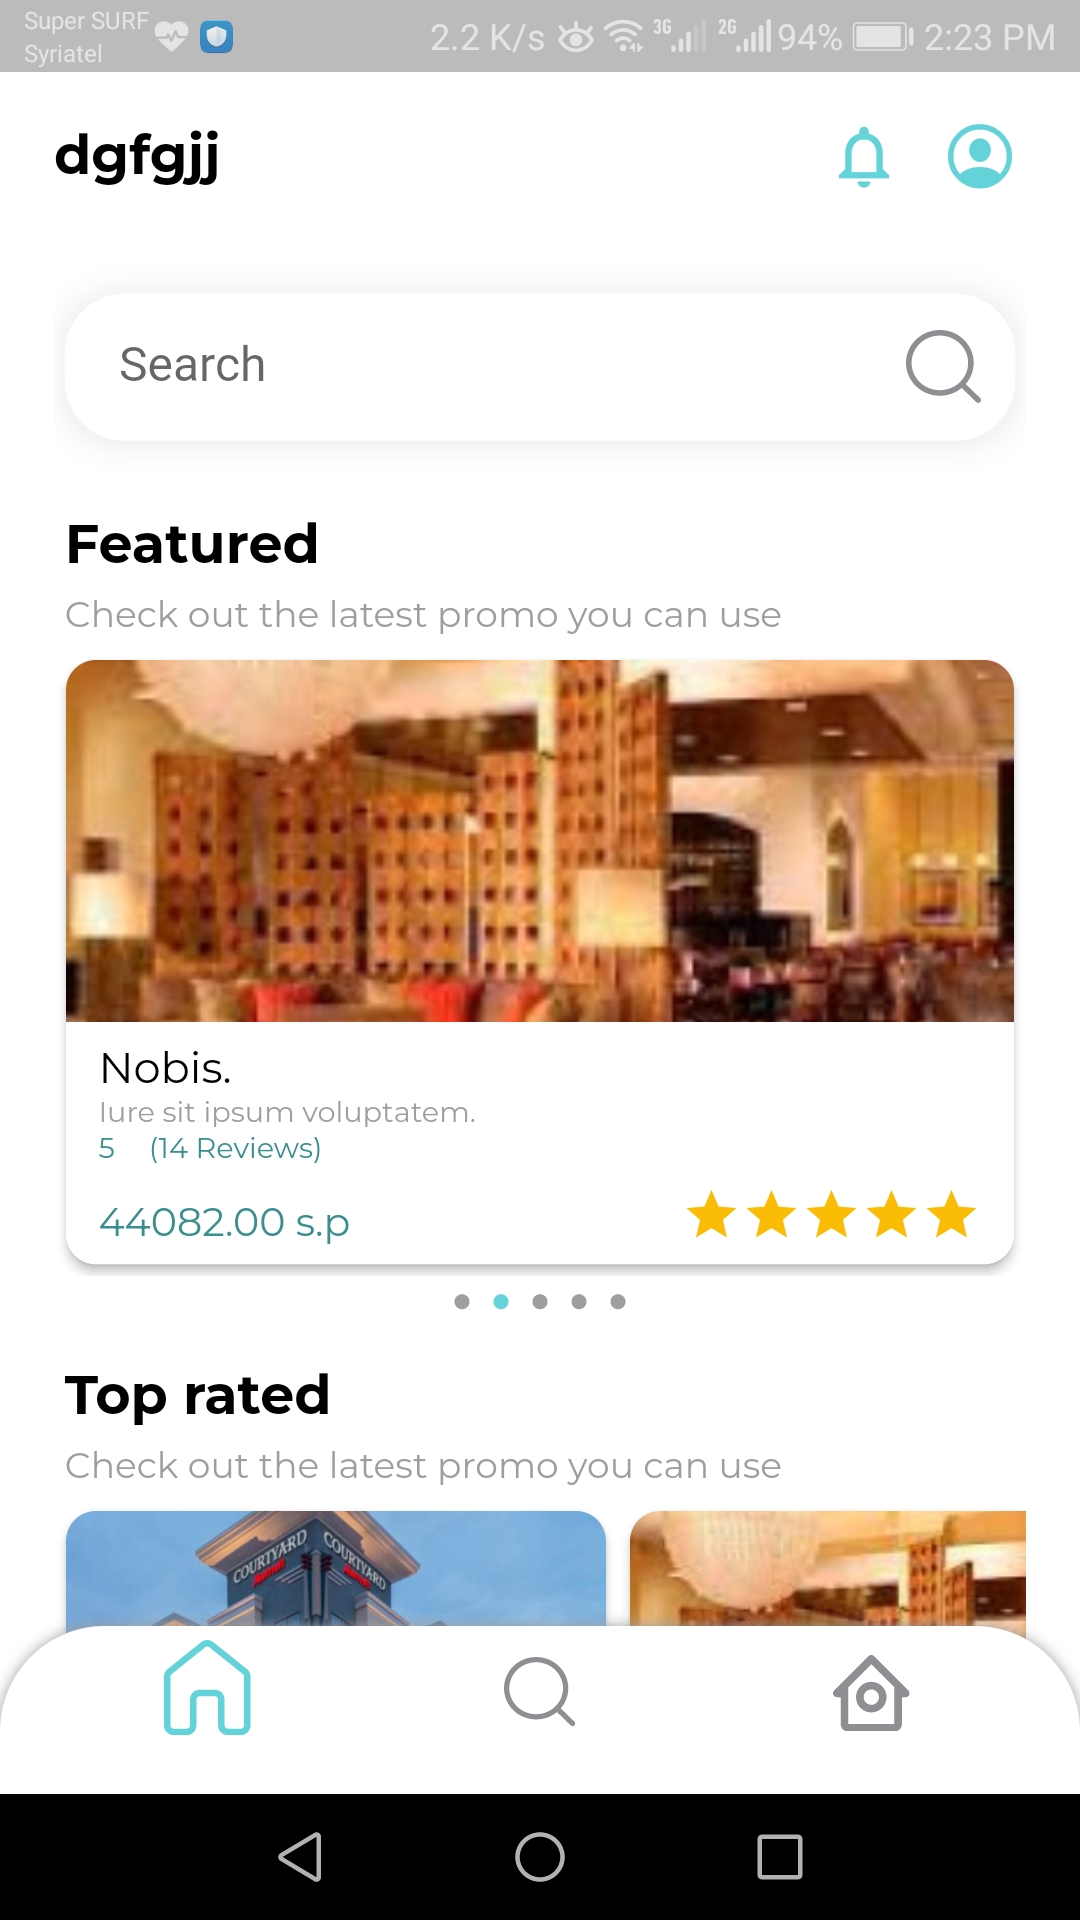 Super SURF
Syriatel
2.2 K/s 3G 2G 94% 2:23 PM
dgfgjj
Search
Featured
Check out the latest promo you can use
Nobis.
Iure sit ipsum voluptatem.
5 (14 Reviews)
44082.00 s.p
Top rated
Check out the latest promo you can use
COURTYARD COURTYARD